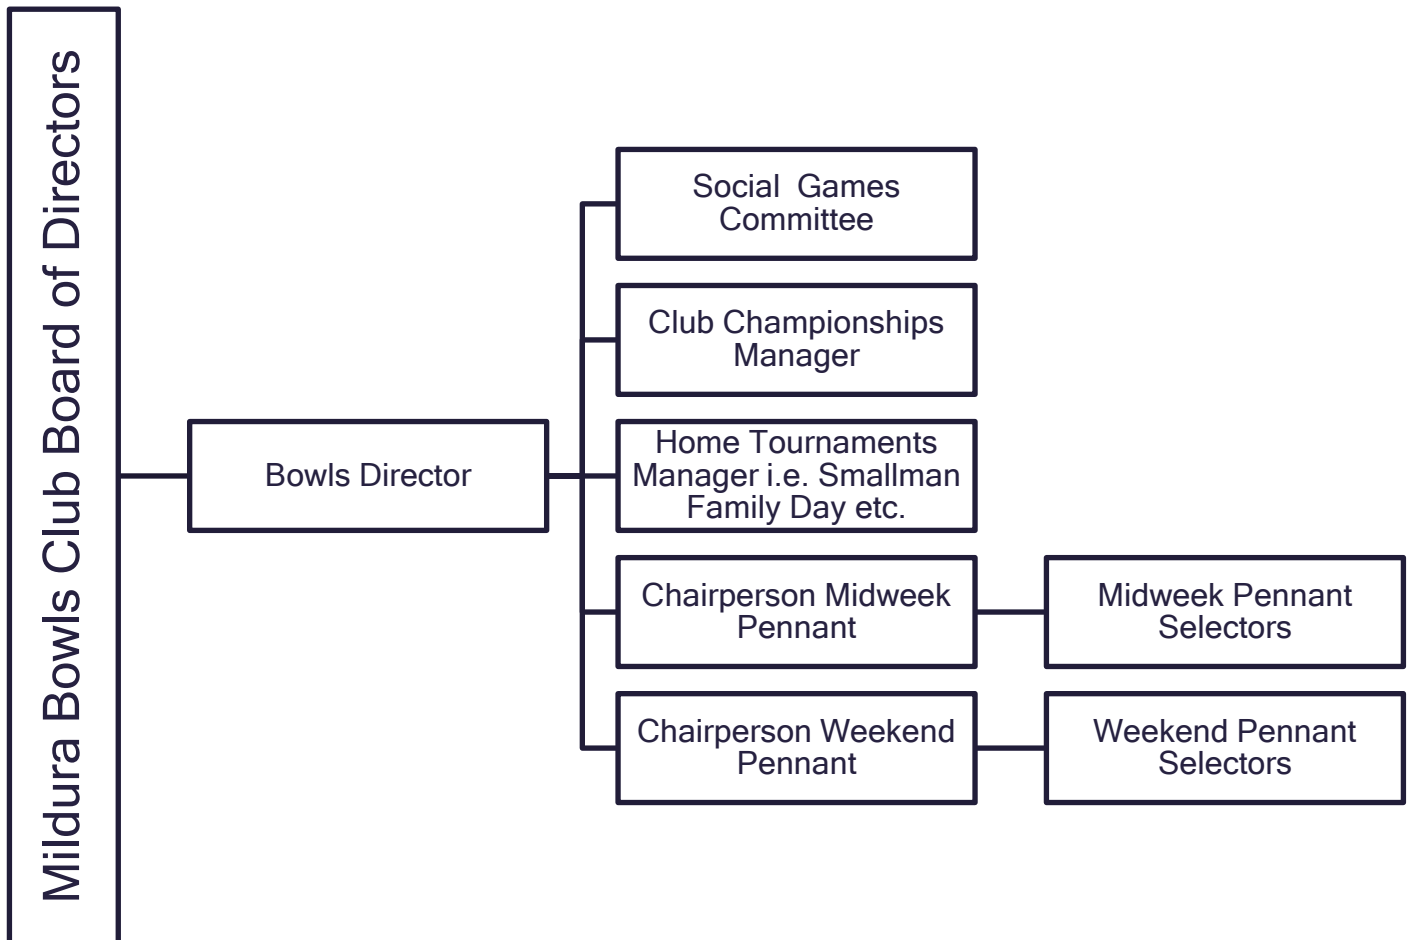 Mildura Bowls Club Board of Directors
Bowls Director
Social Games
Committee
Club Championships
Manager
Home Tournaments
Manager i.e. Smallman
Family Day etc.
Chairperson Midweek
Pennant
Midweek Pennant
Selectors
Chairperson Weekend
Pennant
Weekend Pennant
Selectors